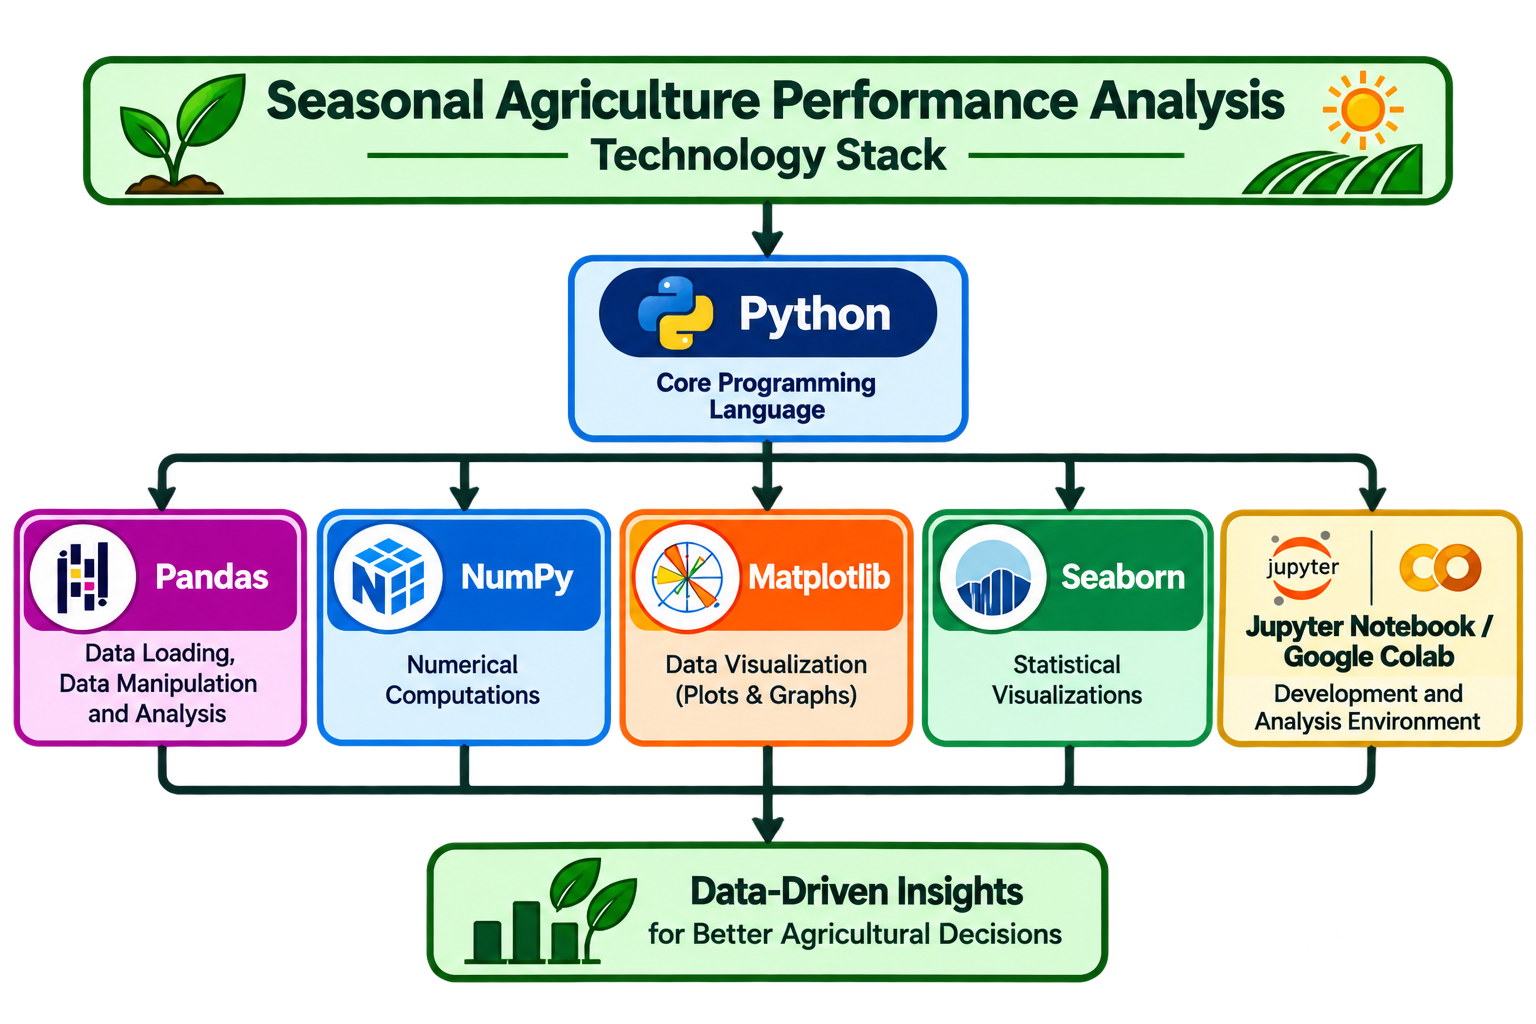 Seasonal Agriculture Performance Analysis
Technology Stack
Python
Core Programming
Language
Pandas
Data Loading,
Data Manipulation
and Analysis
NumPy
Numerical
Computations
Matplotlib
Data Visualization
(Plots & Graphs)
Seaborn
Statistical
Visualizations
jupyter
Jupyter Notebook /
Google Colab
Development and
Analysis Environment
Data-Driven Insights
for Better Agricultural Decisions